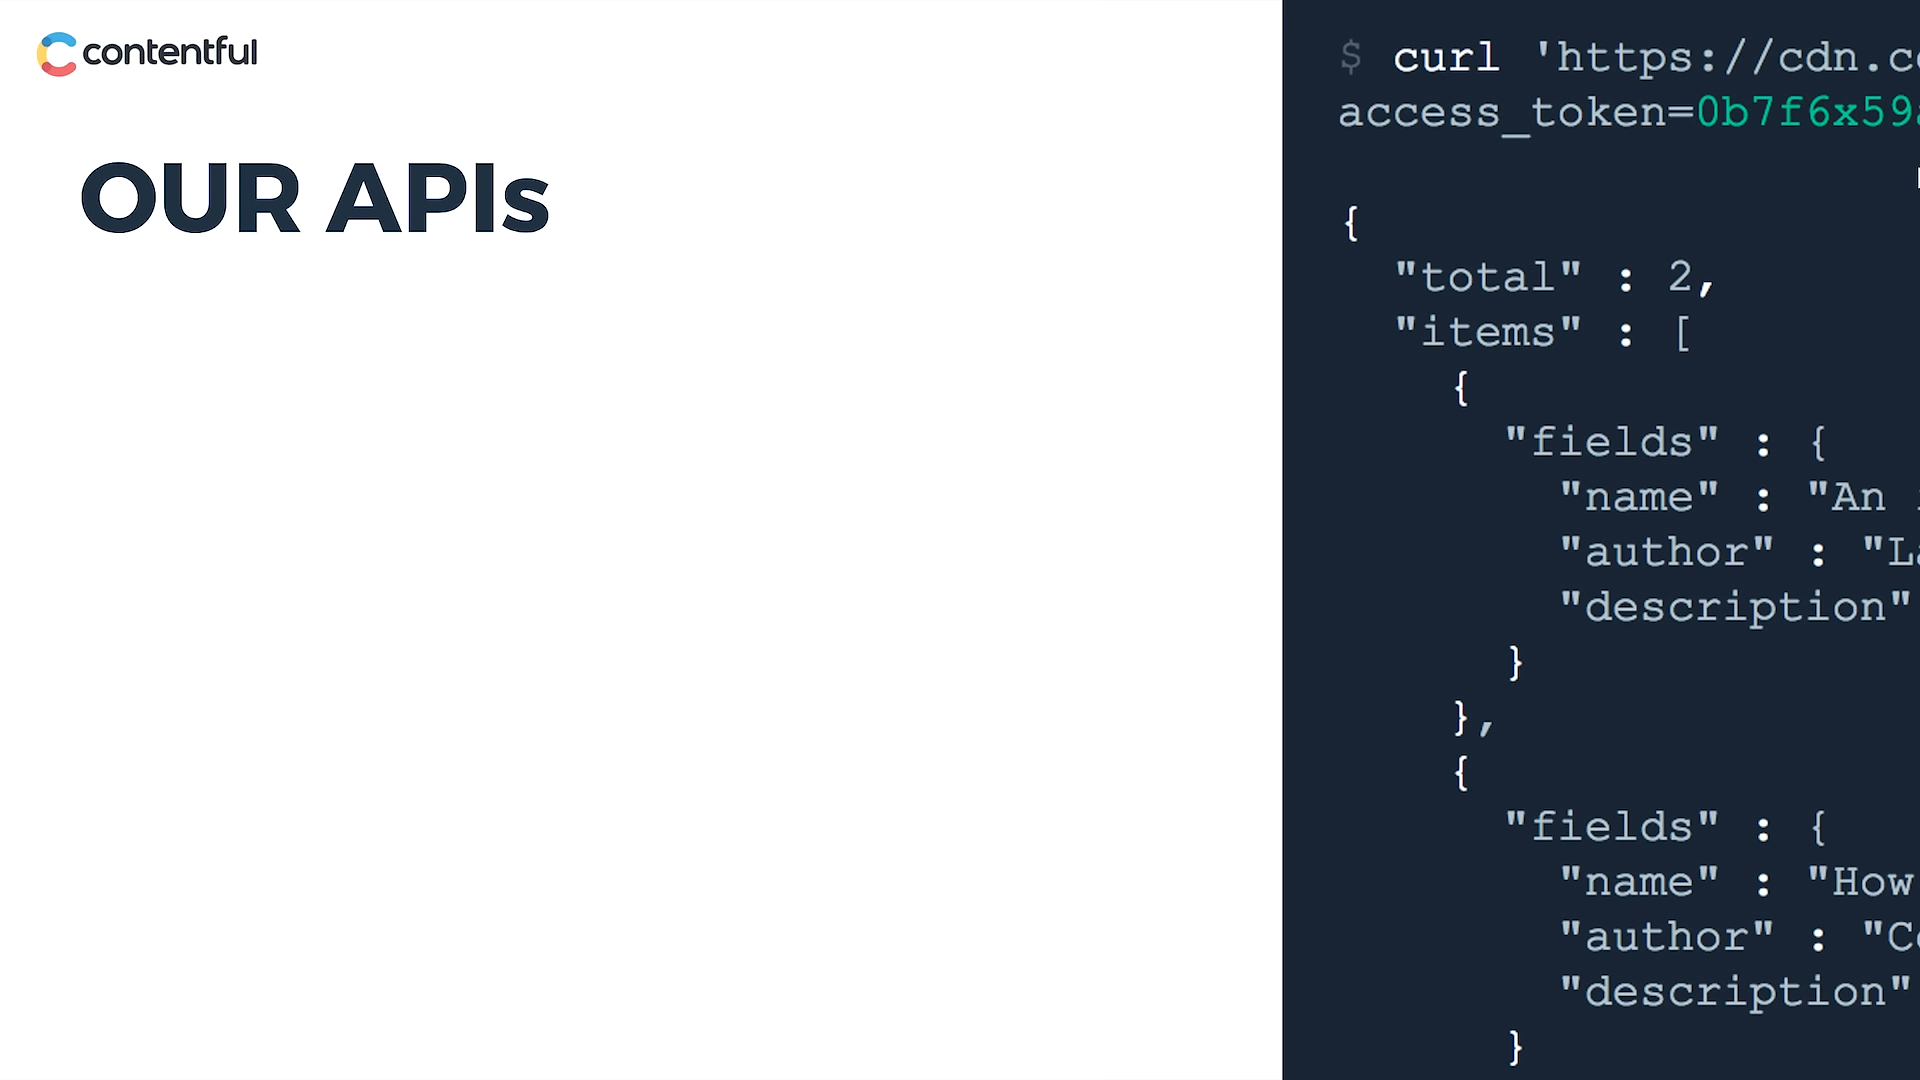 contentful
OUR APIs
$ curl 'https://cdn.c
access_token=0b7f6x59
{
"total" : 2,
"items" : [
{
"fields" : {
"name" : "An
"author" : "L
"description"
}
},
{
"fields" : {
"name" : "How
"author" : "C
"description"
}